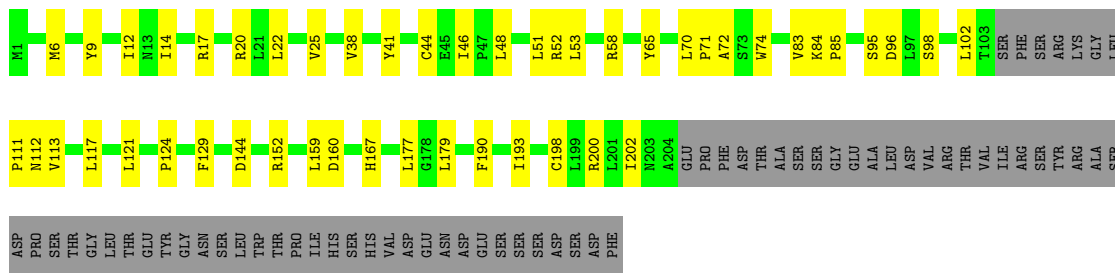 M1 M6 Y9 I12 N13 I14 R17 R20 L21 L22 V25 V38 Y41 C44 E45 I46 P47 L48 L51 R52 L53 R58 Y65 L70 P71 A72 S73 W74 V83 K84 P85 S95 D96 L97 S98 L102 T103 SER PHE SER ARG LYS GLY LEU
P111 N112 V113 L117 L121 P124 F129 D144 R152 L159 D160 H167 L177 G178 L179 F190 I193 C198 L199 R200 L201 I202 N203 A204 GLU PRO PHE ASP THR ALA SER SER GLY GLU ALA LEU ASP VAL ARG THR VAL ILE ARG SER TYR ARG ALA SER
ASP PRO SER THR GLY LEU THR GLU TYR GLY ASN SER LEU TRP THR PRO ILE HIS SER HIS VAL ASP GLU ASN ASP GLU SER SER SER ASP SER ASP PHE